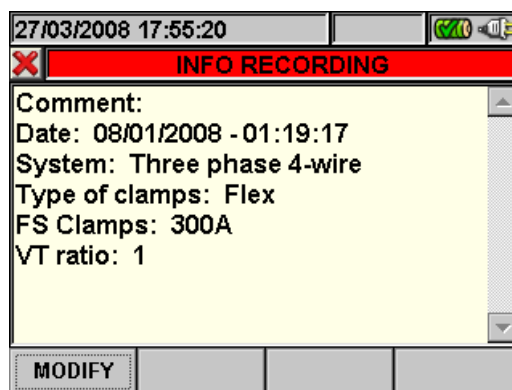 27/03/2008 17:55:20
INFO RECORDING
Comment:
Date: 08/01/2008 - 01:19:17
System: Three phase 4-wire
Type of clamps: Flex
FS Clamps: 300A
VT ratio: 1
MODIFY